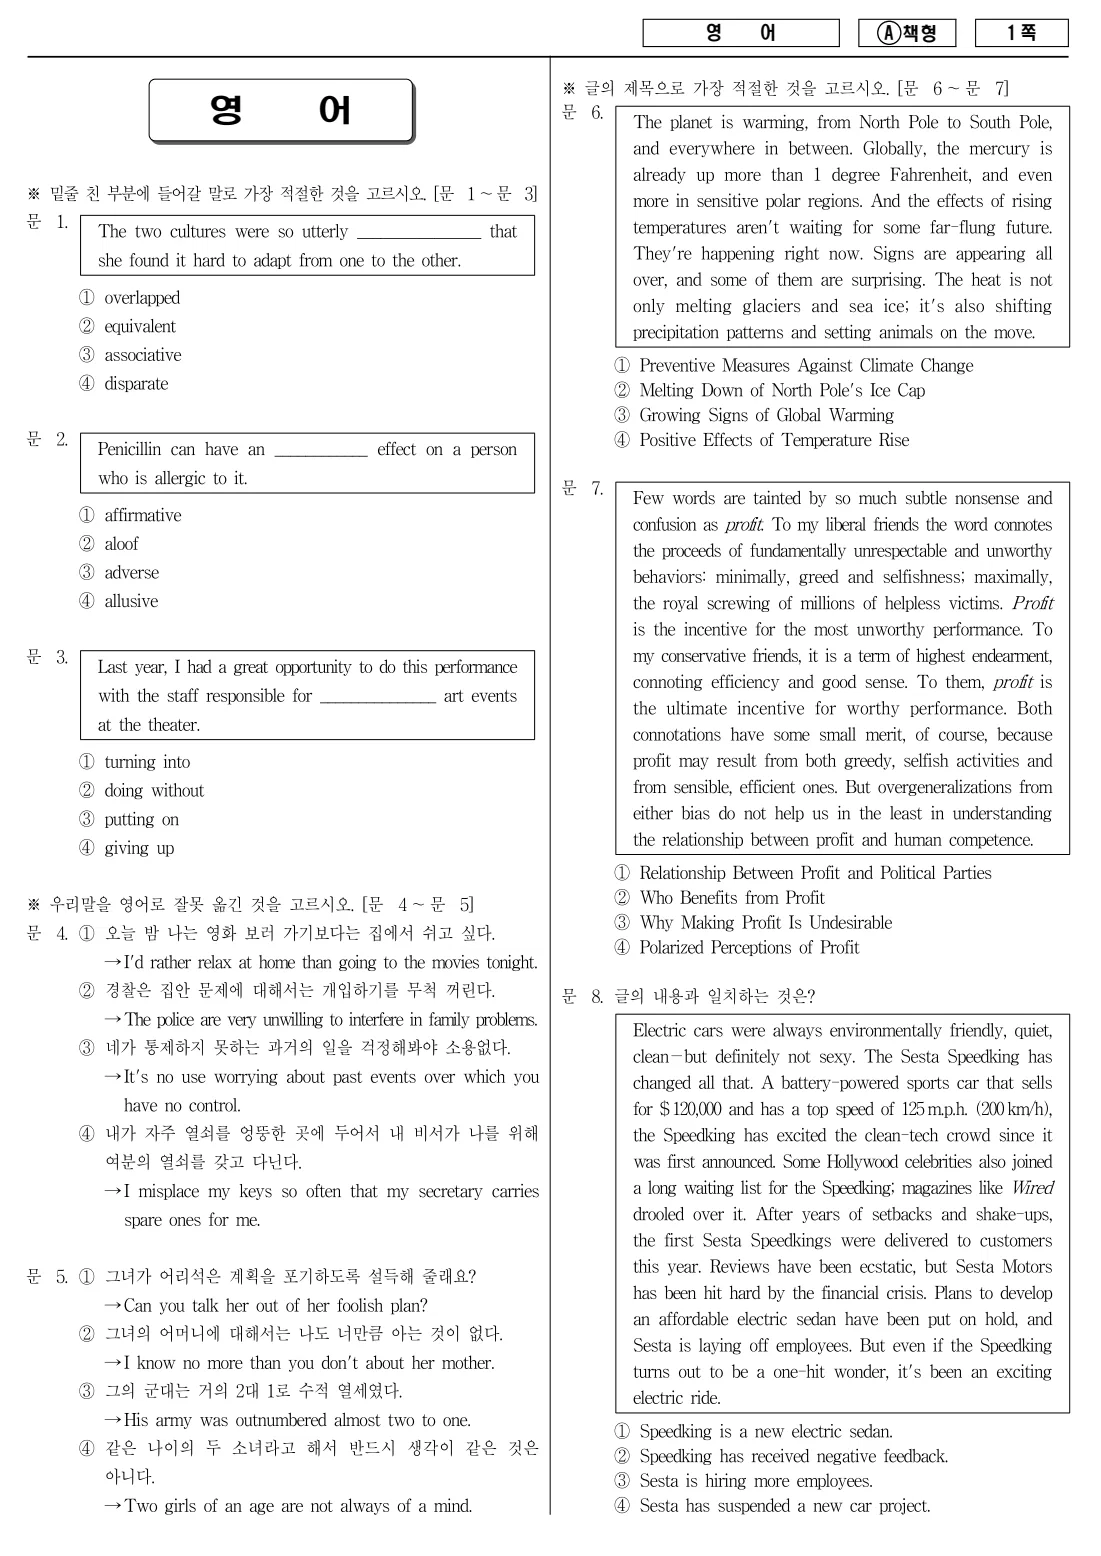 영 어
Ⓐ책형
1 쪽
영 어
※ 밑줄 친 부분에 들어갈 말로 가장 적절한 것을 고르시오. [문 1 ~ 문 3]
문 1.
The two cultures were so utterly ________________ that
she found it hard to adapt from one to the other.
① overlapped
② equivalent
③ associative
④ disparate
문 2.
Penicillin can have an ____________ effect on a person
who is allergic to it.
① affirmative
② aloof
③ adverse
④ allusive
문 3.
Last year, I had a great opportunity to do this performance
with the staff responsible for _______________ art events
at the theater.
① turning into
② doing without
③ putting on
④ giving up
※ 우리말을 영어로 잘못 옮긴 것을 고르시오. [문 4 ~ 문 5]
문 4. ① 오늘 밤 나는 영화 보러 가기보다는 집에서 쉬고 싶다.
→I'd rather relax at home than going to the movies tonight.
② 경찰은 집안 문제에 대해서는 개입하기를 무척 꺼린다.
→The police are very unwilling to interfere in family problems.
③ 네가 통제하지 못하는 과거의 일을 걱정해봐야 소용없다.
→It's no use worrying about past events over which you
have no control.
④ 내가 자주 열쇠를 엉뚱한 곳에 두어서 내 비서가 나를 위해
여분의 열쇠를 갖고 다닌다.
→I misplace my keys so often that my secretary carries
spare ones for me.
문 5. ① 그녀가 어리석은 계획을 포기하도록 설득해 줄래요?
→Can you talk her out of her foolish plan?
② 그녀의 어머니에 대해서는 나도 너만큼 아는 것이 없다.
→I know no more than you don't about her mother.
③ 그의 군대는 거의 2대 1로 수적 열세였다.
→His army was outnumbered almost two to one.
④ 같은 나이의 두 소녀라고 해서 반드시 생각이 같은 것은
아니다.
→Two girls of an age are not always of a mind.
※ 글의 제목으로 가장 적절한 것을 고르시오. [문 6 ~ 문 7]
문 6.
The planet is warming, from North Pole to South Pole,
and everywhere in between. Globally, the mercury is
already up more than 1 degree Fahrenheit, and even
more in sensitive polar regions. And the effects of rising
temperatures aren't waiting for some far-flung future.
They're happening right now. Signs are appearing all
over, and some of them are surprising. The heat is not
only melting glaciers and sea ice; it's also shifting
precipitation patterns and setting animals on the move.
① Preventive Measures Against Climate Change
② Melting Down of North Pole's Ice Cap
③ Growing Signs of Global Warming
④ Positive Effects of Temperature Rise
문 7.
Few words are tainted by so much subtle nonsense and
confusion as profit. To my liberal friends the word connotes
the proceeds of fundamentally unrespectable and unworthy
behaviors: minimally, greed and selfishness; maximally,
the royal screwing of millions of helpless victims. Profit
is the incentive for the most unworthy performance. To
my conservative friends, it is a term of highest endearment,
connoting efficiency and good sense. To them, profit is
the ultimate incentive for worthy performance. Both
connotations have some small merit, of course, because
profit may result from both greedy, selfish activities and
from sensible, efficient ones. But overgeneralizations from
either bias do not help us in the least in understanding
the relationship between profit and human competence.
① Relationship Between Profit and Political Parties
② Who Benefits from Profit
③ Why Making Profit Is Undesirable
④ Polarized Perceptions of Profit
문 8. 글의 내용과 일치하는 것은?
Electric cars were always environmentally friendly, quiet,
clean－but definitely not sexy. The Sesta Speedking has
changed all that. A battery-powered sports car that sells
for $120,000 and has a top speed of 125 m.p.h. (200 km/h),
the Speedking has excited the clean-tech crowd since it
was first announced. Some Hollywood celebrities also joined
a long waiting list for the Speedking; magazines like Wired
drooled over it. After years of setbacks and shake-ups,
the first Sesta Speedkings were delivered to customers
this year. Reviews have been ecstatic, but Sesta Motors
has been hit hard by the financial crisis. Plans to develop
an affordable electric sedan have been put on hold, and
Sesta is laying off employees. But even if the Speedking
turns out to be a one-hit wonder, it's been an exciting
electric ride.
① Speedking is a new electric sedan.
② Speedking has received negative feedback.
③ Sesta is hiring more employees.
④ Sesta has suspended a new car project.